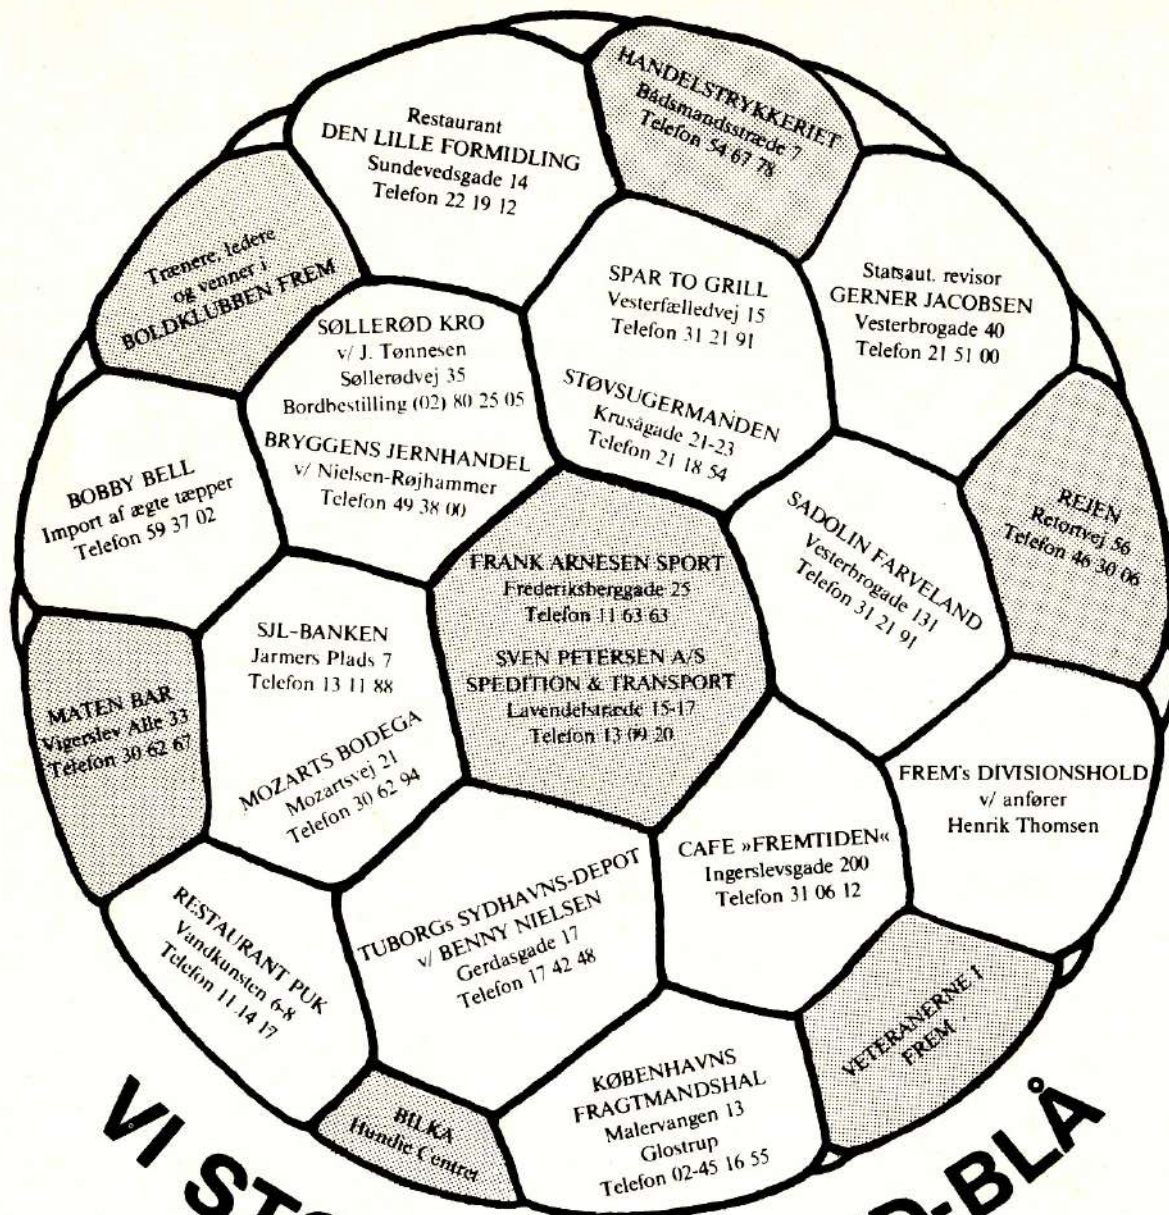 Restaurant
DEN LILLE FORMIDLING
Sundevedsgade 14
Telefon 22 19 12
HANDELSTRYKKERIET
Bådsmandsstræde 7
Telefon 54 67 78
Trænere, ledere
og venner i
BOLDKLUBBEN FREM
SØLLERØD KRO
v/ J. Tønnesen
Søllerødvej 35
Bordbestilling (02) 80 25 05
BRYGGENS JERNHANDEL
v/ Nielsen-Røjhammer
Telefon 49 38 00
SPAR TO GRILL
Vesterfælledvej 15
Telefon 31 21 91
STØVSUGERMANDEN
Krusågade 21-23
Telefon 21 18 54
Statsaut. revisor
GERNER JACOBSEN
Vesterbrogade 40
Telefon 21 51 00
BOBBY BELL
Import af ægte tæpper
Telefon 59 37 02
FRANK ARNESEN SPORT
Frederiksberggade 25
Telefon 11 63 63
SVEN PETERSEN A/S
SPEDITION & TRANSPORT
Lavendelstræde 15-17
Telefon 13 09 20
SADOLIN FARVELAND
Vesterbrogade 131
Telefon 31 21 91
REJEN
Retortvej 56
Telefon 46 30 06
MATEN BAR
Vigerslev Alle 33
Telefon 30 62 67
SJL-BANKEN
Jarmers Plads 7
Telefon 13 11 88
MOZARTS BODEGA
Mozartsvej 21
Telefon 30 62 94
FREM's DIVISIONSHOLD
v/ anfører
Henrik Thomsen
RESTAURANT PUK
Vandkunsten 6-8
Telefon 11 14 17
TUBORGs SYDHAVNS-DEPOT
v/ BENNY NIELSEN
Gerdasgade 17
Telefon 17 42 48
CAFE »FREMTIDEN«
Ingerslevsgade 200
Telefon 31 06 12
VETERANERNE I
FREM
BILKA
Hundie Centret
KØBENHAVNS
FRAGTMANDSHAL
Malervangen 13
Glostrup
Telefon 02-45 16 55
VI
D-BLÅ